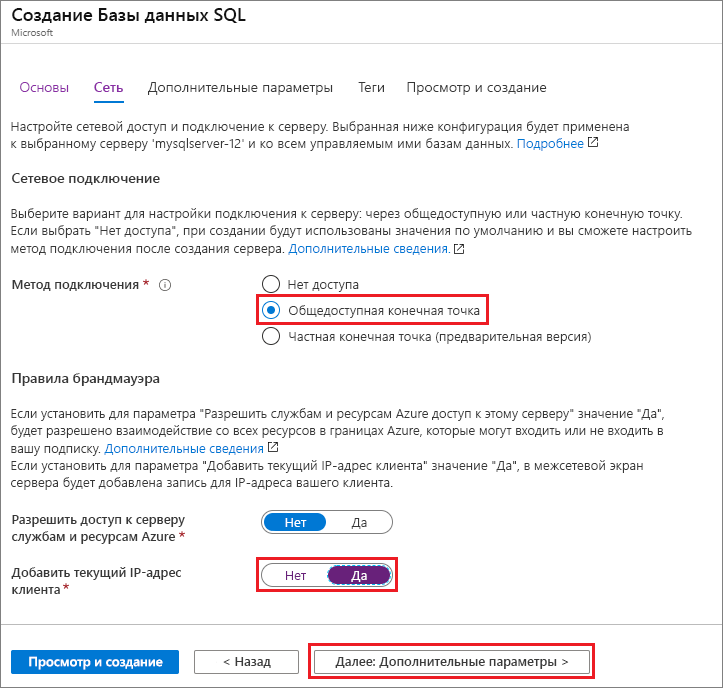 Создание Базы данных SQL
Microsoft
Основы Сеть Дополнительные параметры Теги Просмотр и создание
Настройте сетевой доступ и подключение к серверу. Выбранная ниже конфигурация будет применена
к выбранному серверу 'mysqlserver-12' и ко всем управляемым ими базам данных. Подробнее
Сетевое подключение
Выберите вариант для настройки подключения к серверу: через общедоступную или частную конечную точку.
Если выбрать "Нет доступа", при создании будут использованы значения по умолчанию и вы сможете настроить
метод подключения после создания сервера. Дополнительные сведения.
Метод подключения *
Нет доступа
Общедоступная конечная точка
Частная конечная точка (предварительная версия)
Правила брандмауэра
Если установить для параметра "Разрешить службам и ресурсам Azure доступ к этому серверу" значение "Да",
будет разрешено взаимодействие со всех ресурсов в границах Azure, которые могут входить или не входить в
вашу подписку. Дополнительные сведения
Если установить для параметра "Добавить текущий IP-адрес клиента" значение "Да", в межсетевой экран
сервера будет добавлена запись для IP-адреса вашего клиента.
Разрешить доступ к серверу
службам и ресурсам Azure *
Нет Да
Добавить текущий IP-адрес
клиента *
Нет Да
Просмотр и создание < Назад Далее: Дополнительные параметры >